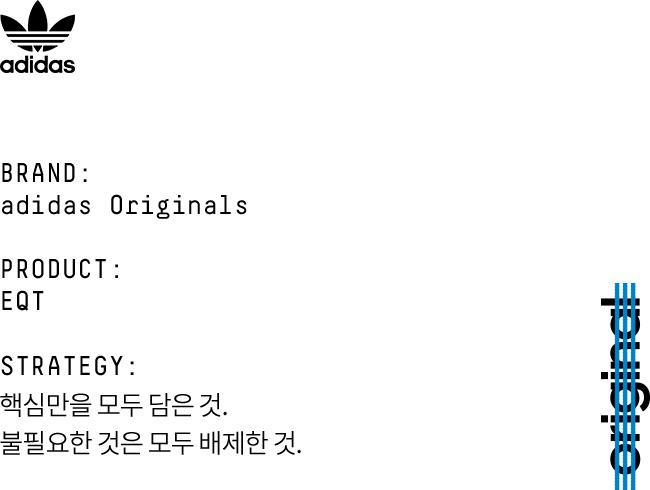 adidas
BRAND:
adidas Originals
PRODUCT:
EQT
STRATEGY:
핵심만을 모두 담은 것.
불필요한 것은 모두 배제한 것.
original